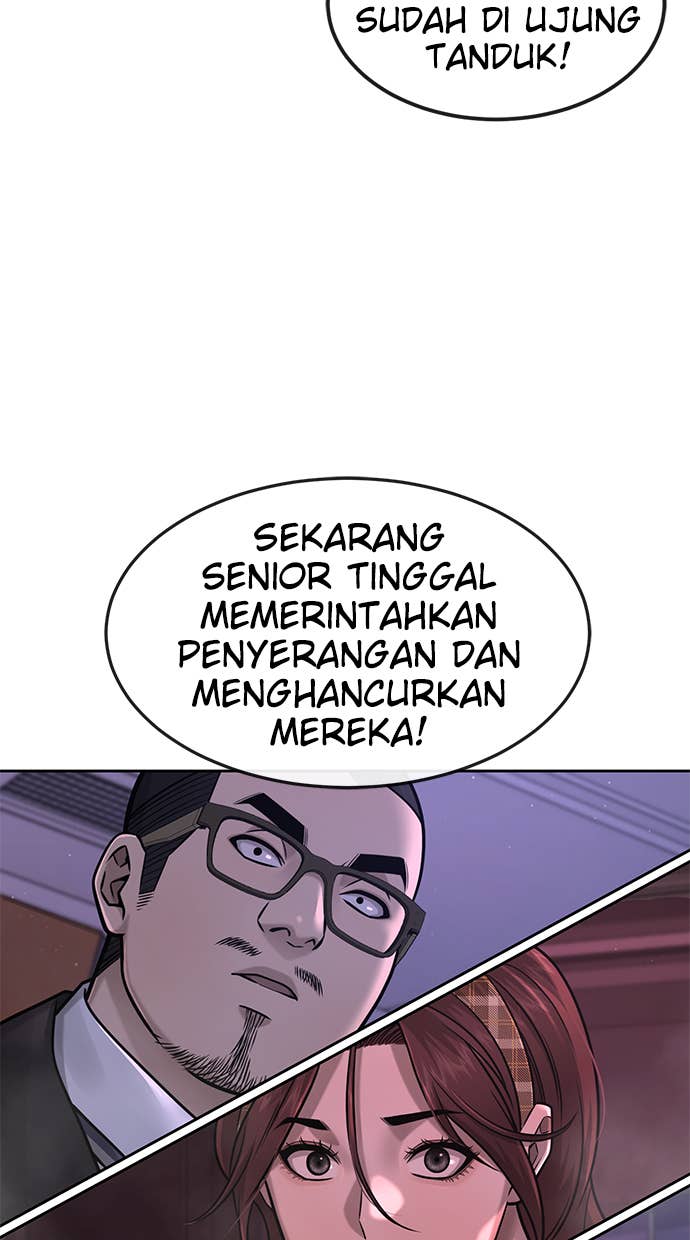 SUDAH DI UJUNG
TANDUK!
SEKARANG
SENIOR TINGGAL
MEMERINTAHKAN
PENYERANGAN DAN
MENGHANCURKAN
MEREKA!